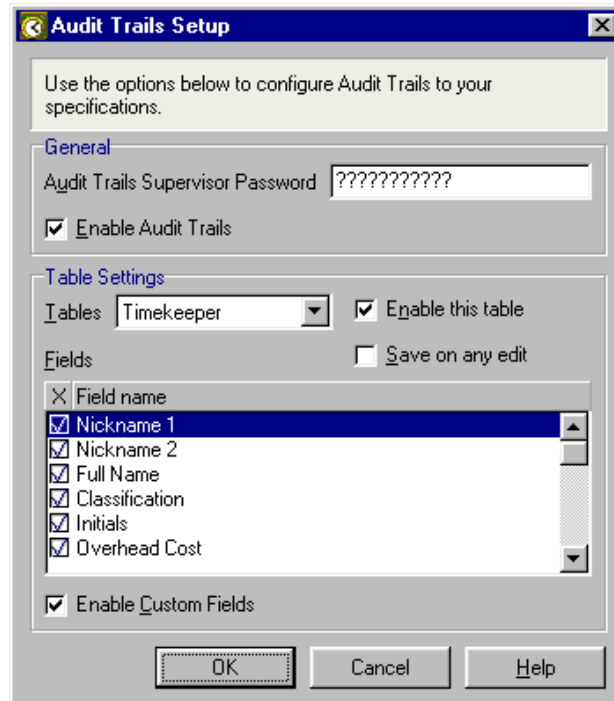 Audit Trails Setup
Use the options below to configure Audit Trails to your
specifications.
General
Audit Trails Supervisor Password ???????????
Enable Audit Trails
Table Settings
Tables Timekeeper Enable this table
Fields Save on any edit
X Field name
Nickname 1
Nickname 2
Full Name
Classification
Initials
Overhead Cost
Enable Custom Fields
OK Cancel Help